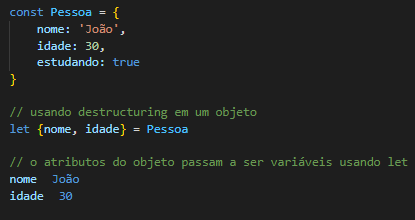 const Pessoa = {
    nome: 'João',
    idade: 30,
    estudando: true
}
// usando destructuring em um objeto
let {nome, idade} = Pessoa
// o atributos do objeto passam a ser variáveis usando let
nome  João
idade  30